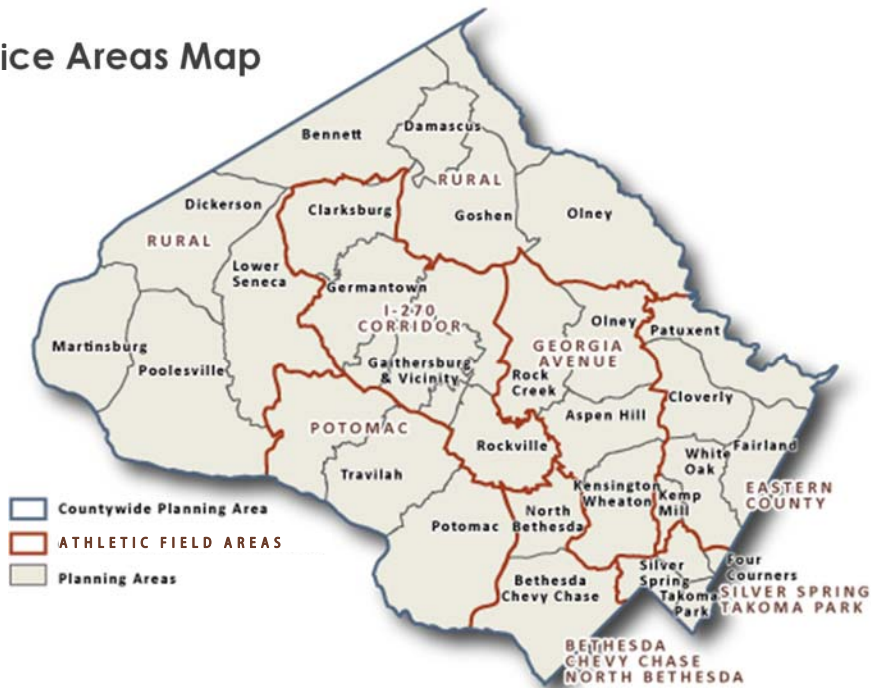 ice Areas Map
Bennett
Damascus
RURAL
Dickerson
Clarksburg
Goshen
Olney
RURAL
Lower
Seneca
Germantown
I-270
CORRIDOR
Olney
Patuxent
GEORGIA
AVENUE
Martinsburg
Poolesville
Gaithersburg
& Vicinity
Rock
Creek
Cloverly
Aspen Hill
POTOMAC
Rockville
White
Oak
Fairland
Travilah
Kensington
Wheaton
Kemp
Mill
EASTERN
COUNTY
Potomac
North
Bethesda
Countywide Planning Area
ATHLETIC FIELD AREAS
Planning Areas
Bethesda
Chevy Chase
Silver
Spring
Takoma
Park
Four
Courners
SILVER SPRING
TAKOMA PARK
BETHESDA
CHEVY CHASE
NORTH BETHESDA